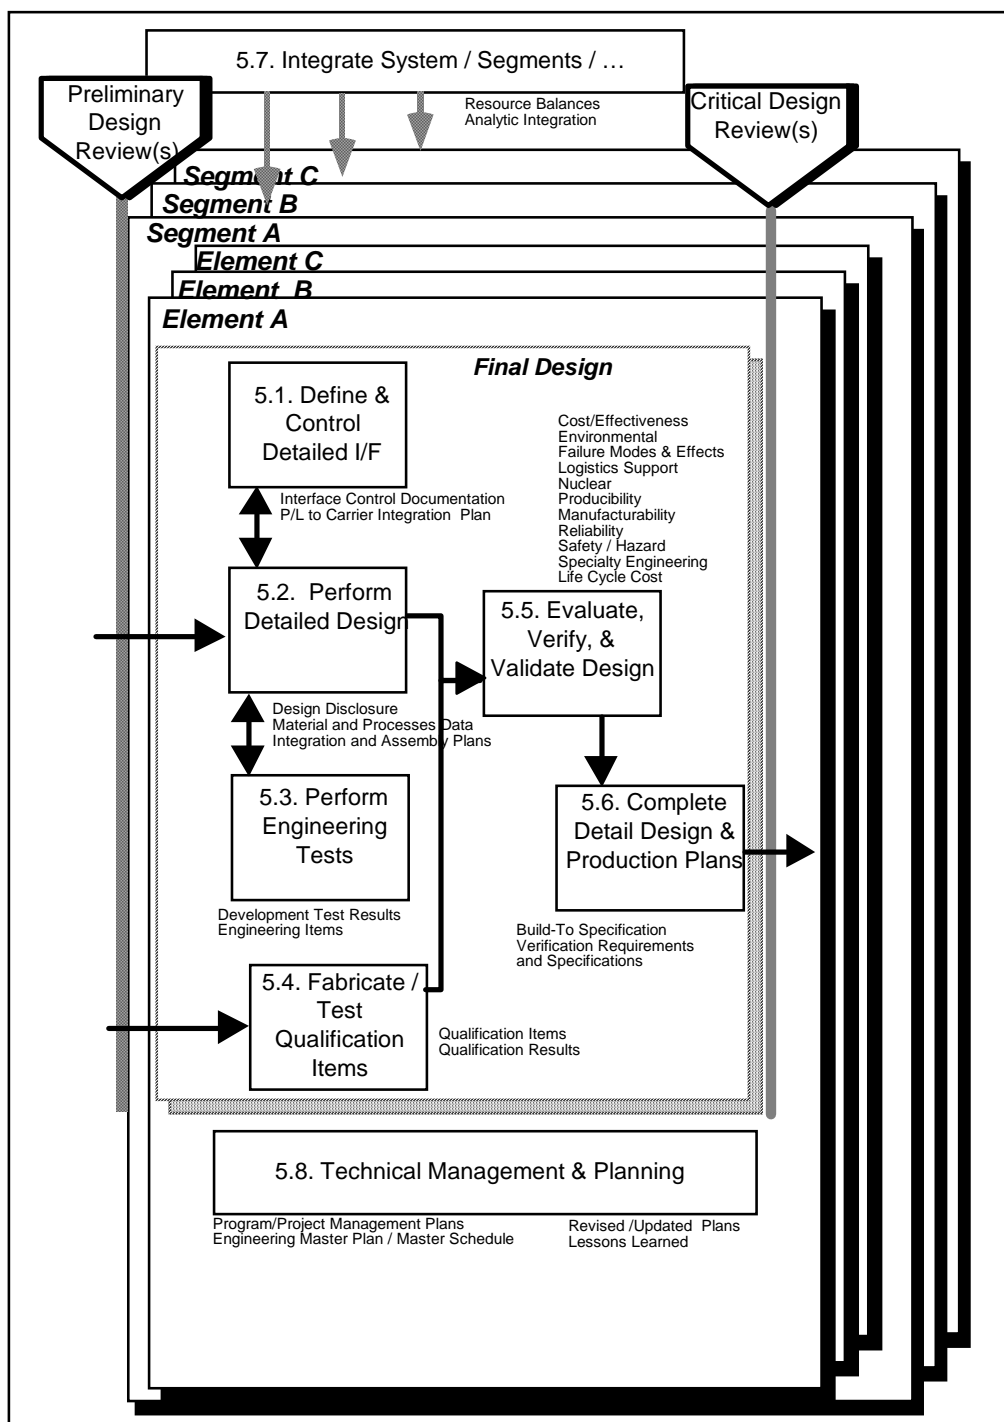 5.7. Integrate System / Segments / …
Preliminary
Design
Review(s)
Resource Balances
Analytic Integration
Critical Design
Review(s)
Segment C
Segment B
Segment A
Element C
Element  B
Element A
Final Design
5.1. Define &
Control
Detailed I/F
Cost/Effectiveness
Environmental
Failure Modes & Effects
Logistics Support
Nuclear
Producibility
Manufacturability
Reliability
Safety / Hazard
Specialty Engineering
Life Cycle Cost
Interface Control Documentation
P/L to Carrier Integration  Plan
5.2.  Perform
Detailed Design
5.5. Evaluate,
Verify, &
Validate Design
Design Disclosure
Material and Processes Data
Integration and Assembly Plans
5.3. Perform
Engineering
Tests
5.6. Complete
Detail Design &
Production Plans
Development Test Results
Engineering Items
Build-To Specification
Verification Requirements
and Specifications
5.4. Fabricate /
Test
Qualification
Items
Qualification Items
Qualification Results
5.8. Technical Management & Planning
Program/Project Management Plans
Engineering Master Plan / Master Schedule
Revised /Updated  Plans
Lessons Learned